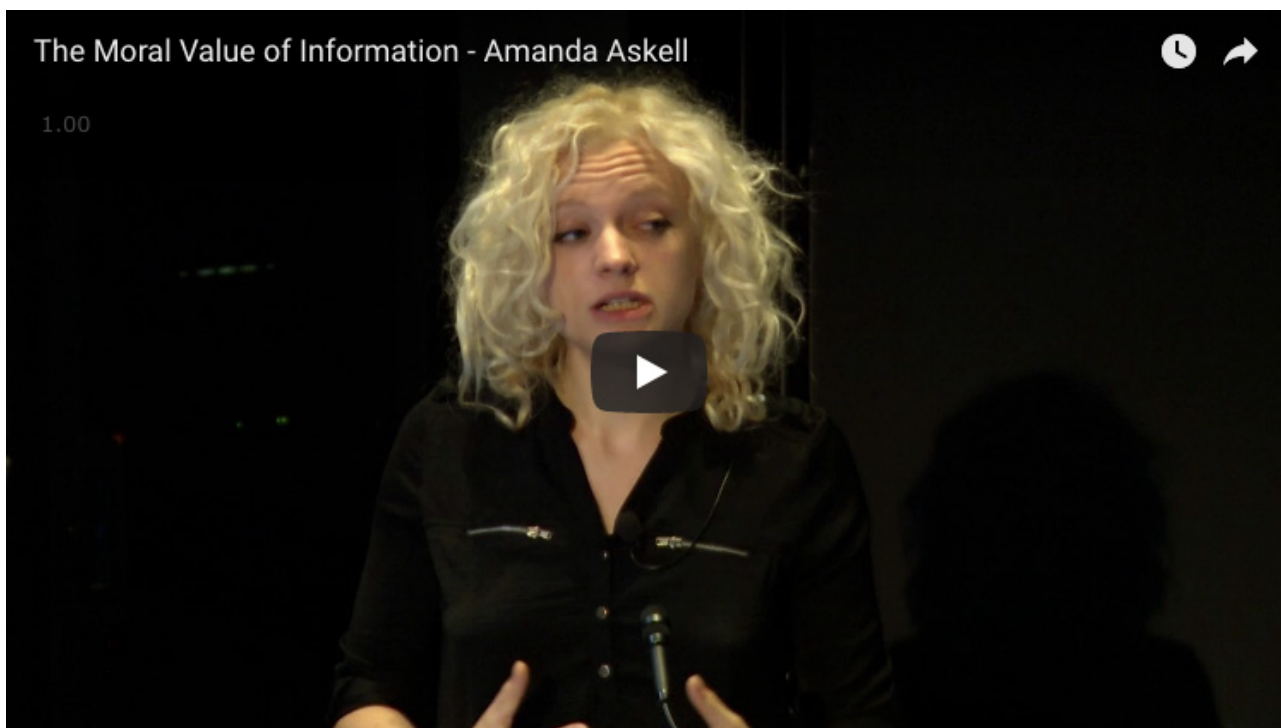 The Moral Value of Information - Amanda Askell
1.00